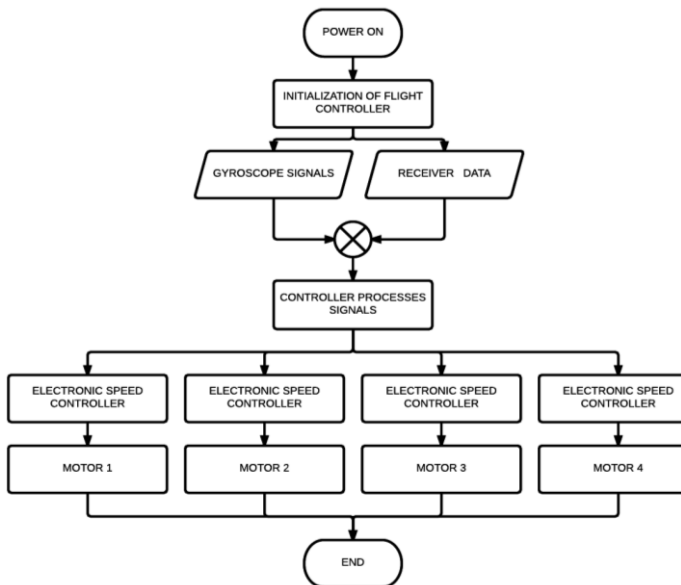 POWER ON
INITIALIZATION OF FLIGHT
CONTROLLER
GYROSCOPE SIGNALS
RECEIVER DATA
CONTROLLER PROCESSES
SIGNALS
ELECTRONIC SPEED
CONTROLLER
ELECTRONIC SPEED
CONTROLLER
ELECTRONIC SPEED
CONTROLLER
ELECTRONIC SPEED
CONTROLLER
MOTOR 1
MOTOR 2
MOTOR 3
MOTOR 4
END